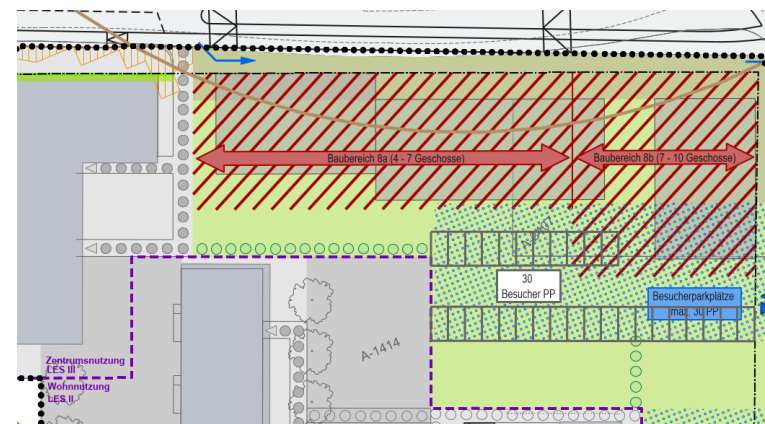 Baubereich 8a (4 - 7 Geschosse)
Baubereich 8b (7 - 10 Geschosse)
30
Besucher PP
Besucherparkplätze
max. 30 PP
A-1414
Zentrumsnutzung
LES III
Wohnnutzung
LES II